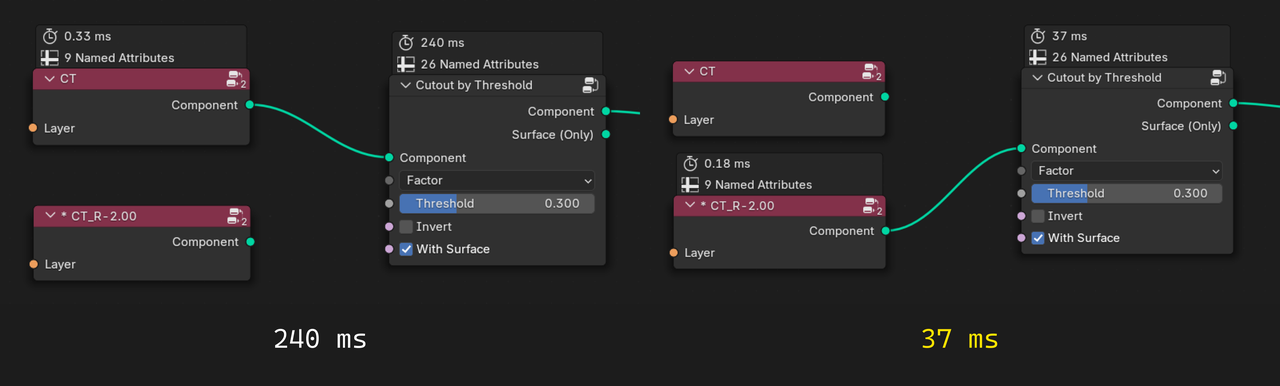 0.33 ms
9 Named Attributes
CT
2
Component
Layer
* CT_R-2.00
2
Component
Layer
240 ms
26 Named Attributes
Cutout by Threshold
Component
Surface (Only)
Component
Factor
Threshold 0.300
Invert
With Surface
240 ms
CT
2
Component
Layer
0.18 ms
9 Named Attributes
* CT_R-2.00
2
Component
Layer
37 ms
26 Named Attributes
Cutout by Threshold
Component
Surface (Only)
Component
Factor
Threshold 0.300
Invert
With Surface
37 ms